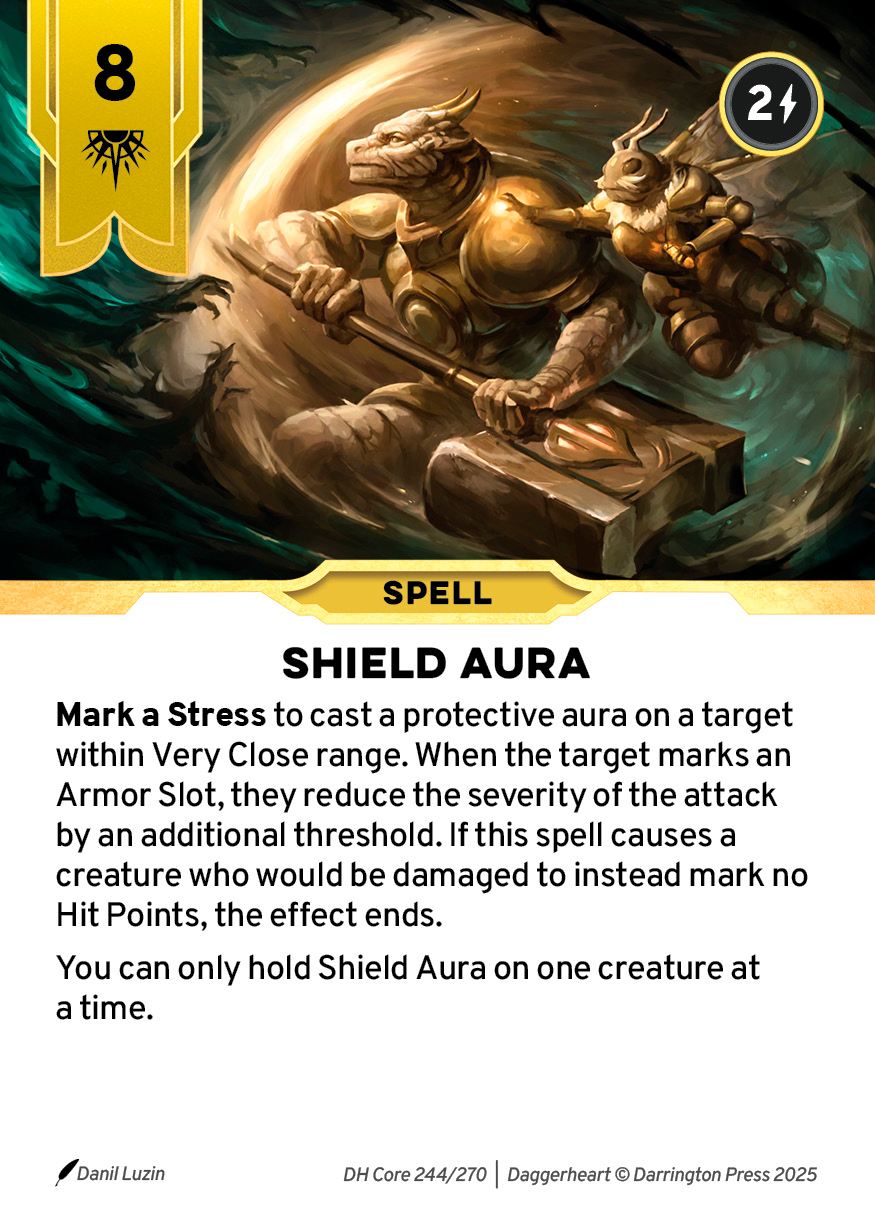 8
2
SPELL
SHIELD AURA
Mark a Stress to cast a protective aura on a target
within Very Close range. When the target marks an
Armor Slot, they reduce the severity of the attack
by an additional threshold. If this spell causes a
creature who would be damaged to instead mark no
Hit Points, the effect ends.
You can only hold Shield Aura on one creature at
a time.
Danil Luzin
DH Core 244/270 | Daggerheart © Darrington Press 2025